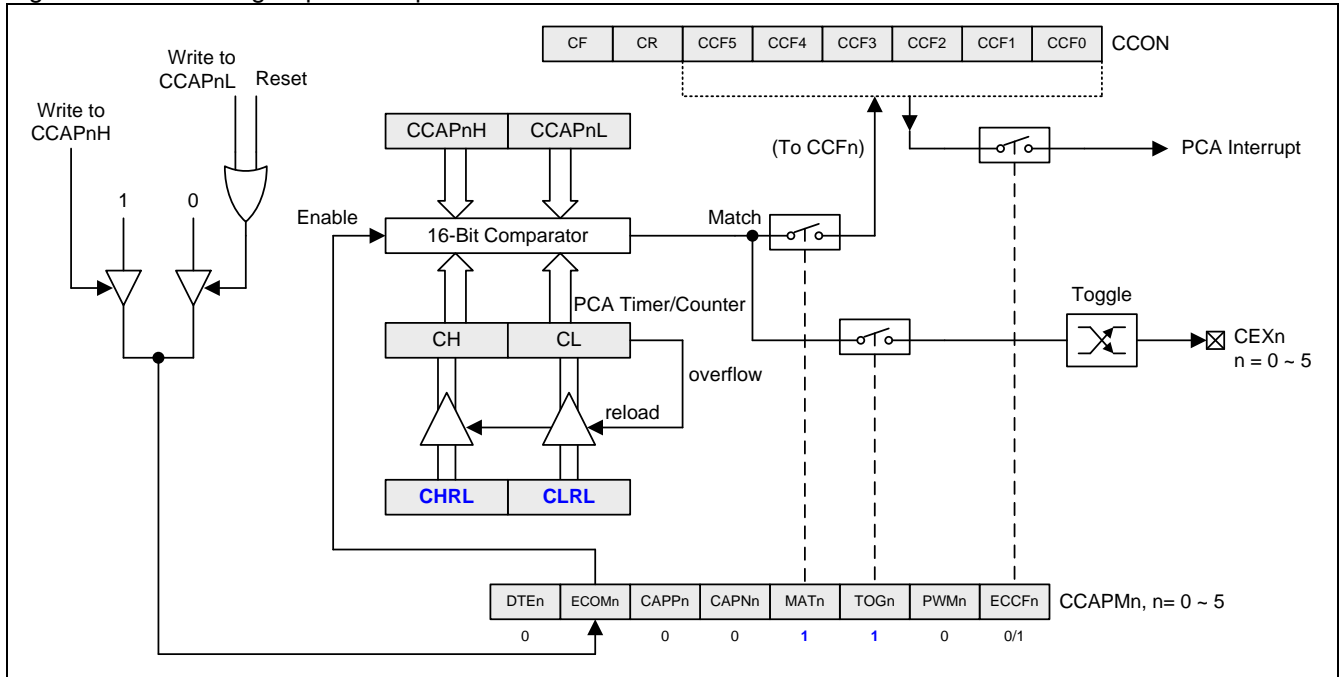 CF CR CCF5 CCF4 CCF3 CCF2 CCF1 CCF0 CCON
Write to
CCAPnL
Reset
Write to
CCAPnH
CCAPnH CCAPnL
(To CCFn)
PCA Interrupt
1 0
Enable
16-Bit Comparator
Match
PCA Timer/Counter
Toggle
CH CL
CEXn
n = 0 ~ 5
overflow
reload
CHRL CLRL
DTEn ECOMn CAPPn CAPNn MATn TOGn PWMn ECCFn CCAPMn, n= 0 ~ 5
0 0 0 1 1 0 0/1